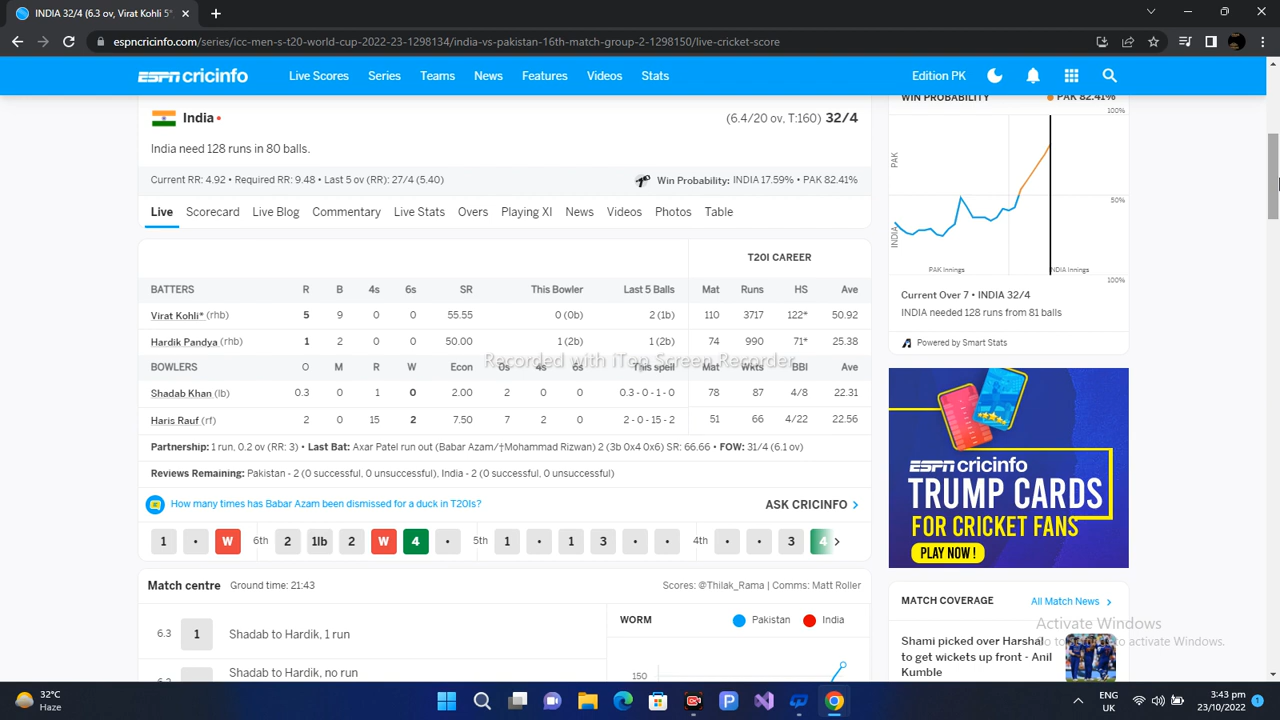 INDIA 32/4 (6.3 ov, Virat Kohli 5*
espncricinfo.com/series/icc-men-s-t20-world-cup-2022-23-1298134/india-vs-pakistan-16th-match-group-2-1298150/live-cricket-score
ESPN cricinfo Live Scores Series Teams News Features Videos Stats Edition PK
India • (6.4/20 ov, T:160) 32/4
India need 128 runs in 80 balls.
Current RR: 4.92 • Required RR: 9.48 • Last 5 ov (RR): 27/4 (5.40) Win Probability: INDIA 17.59% • PAK 82.41%
Live Scorecard Live Blog Commentary Live Stats Overs Playing XI News Videos Photos Table
T20I CAREER
BATTERS R B 4s 6s SR This Bowler Last 5 Balls Mat Runs HS Ave
Virat Kohli* (rhb) 5 9 0 0 55.55 0 (0b) 2 (1b) 110 3717 122* 50.92
Hardik Pandya (rhb) 1 2 0 0 50.00 1 (2b) 1 (2b) 74 990 71* 25.38
Recorded with iTop Screen Recorder
BOWLERS O M R W Econ 0s 4s 6s This spell Mat Wkts BBI Ave
Shadab Khan (lb) 0.3 0 1 0 2.00 2 0 0 0.3 - 0 - 1 - 0 78 87 4/8 22.31
Haris Rauf (rf) 0 15 2 7.50 7 2 0 2 - 0 - 15 - 2 51 66 4/22 22.56
Partnership: 1 run, 0.2 ov (RR: 3) • Last Bat: Axar Patel run out (Babar Azam/†Mohammad Rizwan) 2 (3b 0x4 0x6) SR: 66.66 • FOW: 31/4 (6.1 ov)
Reviews Remaining: Pakistan - 2 (0 successful, 0 unsuccessful), India - 2 (0 successful, 0 unsuccessful)
How many times has Babar Azam been dismissed for a duck in T20Is? ASK CRICINFO
1 • W 6th 2 1lb 2 W 4 • 5th 1 • 1 3 • • 4th • • 3 4
Match centre Ground time: 21:43 Scores: @Thilak_Rama | Comms: Matt Roller
6.3 1 Shadab to Hardik, 1 run
Shadab to Hardik, no run
WORM Pakistan India
150
WIN PROBABILITY PAK 82.41%
100%
PAK
50%
INDIA
PAK Innings INDIA Innings
100%
Current Over 7 • INDIA 32/4
INDIA needed 128 runs from 81 balls
Powered by Smart Stats
ESPN cricinfo
TRUMP CARDS
FOR CRICKET FANS
PLAY NOW !
MATCH COVERAGE All Match News
Shami picked over Harshal
to get wickets up front - Anil
Kumble
Activate Windows
Go to Settings to activate Windows.
32°C
Haze
ENG
UK
3:43 pm
23/10/2022
1